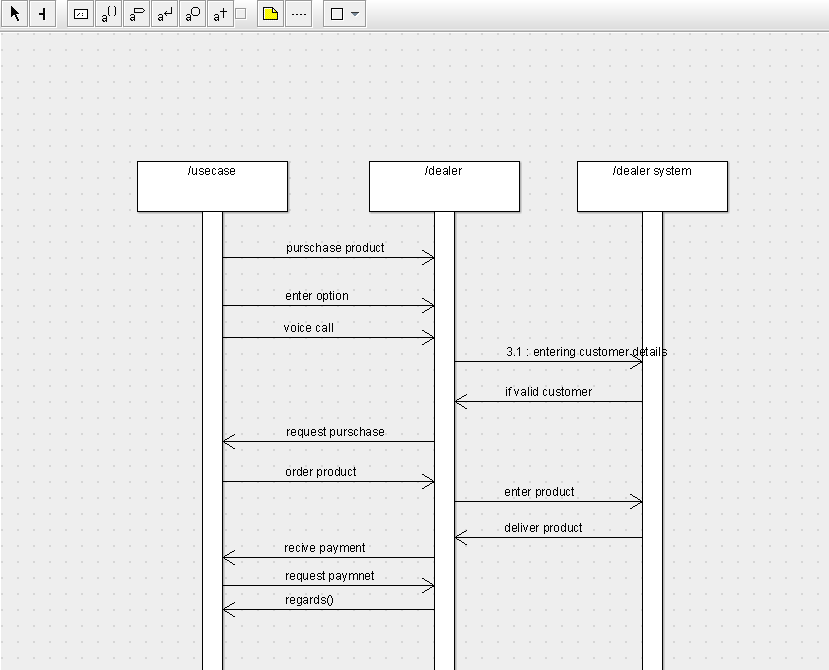 /usecase
/dealer
/dealer system
purschase product
enter option
voice call
3.1 : entering customer details
if valid customer
request purschase
order product
enter product
deliver product
recive payment
request paymnet
regards()